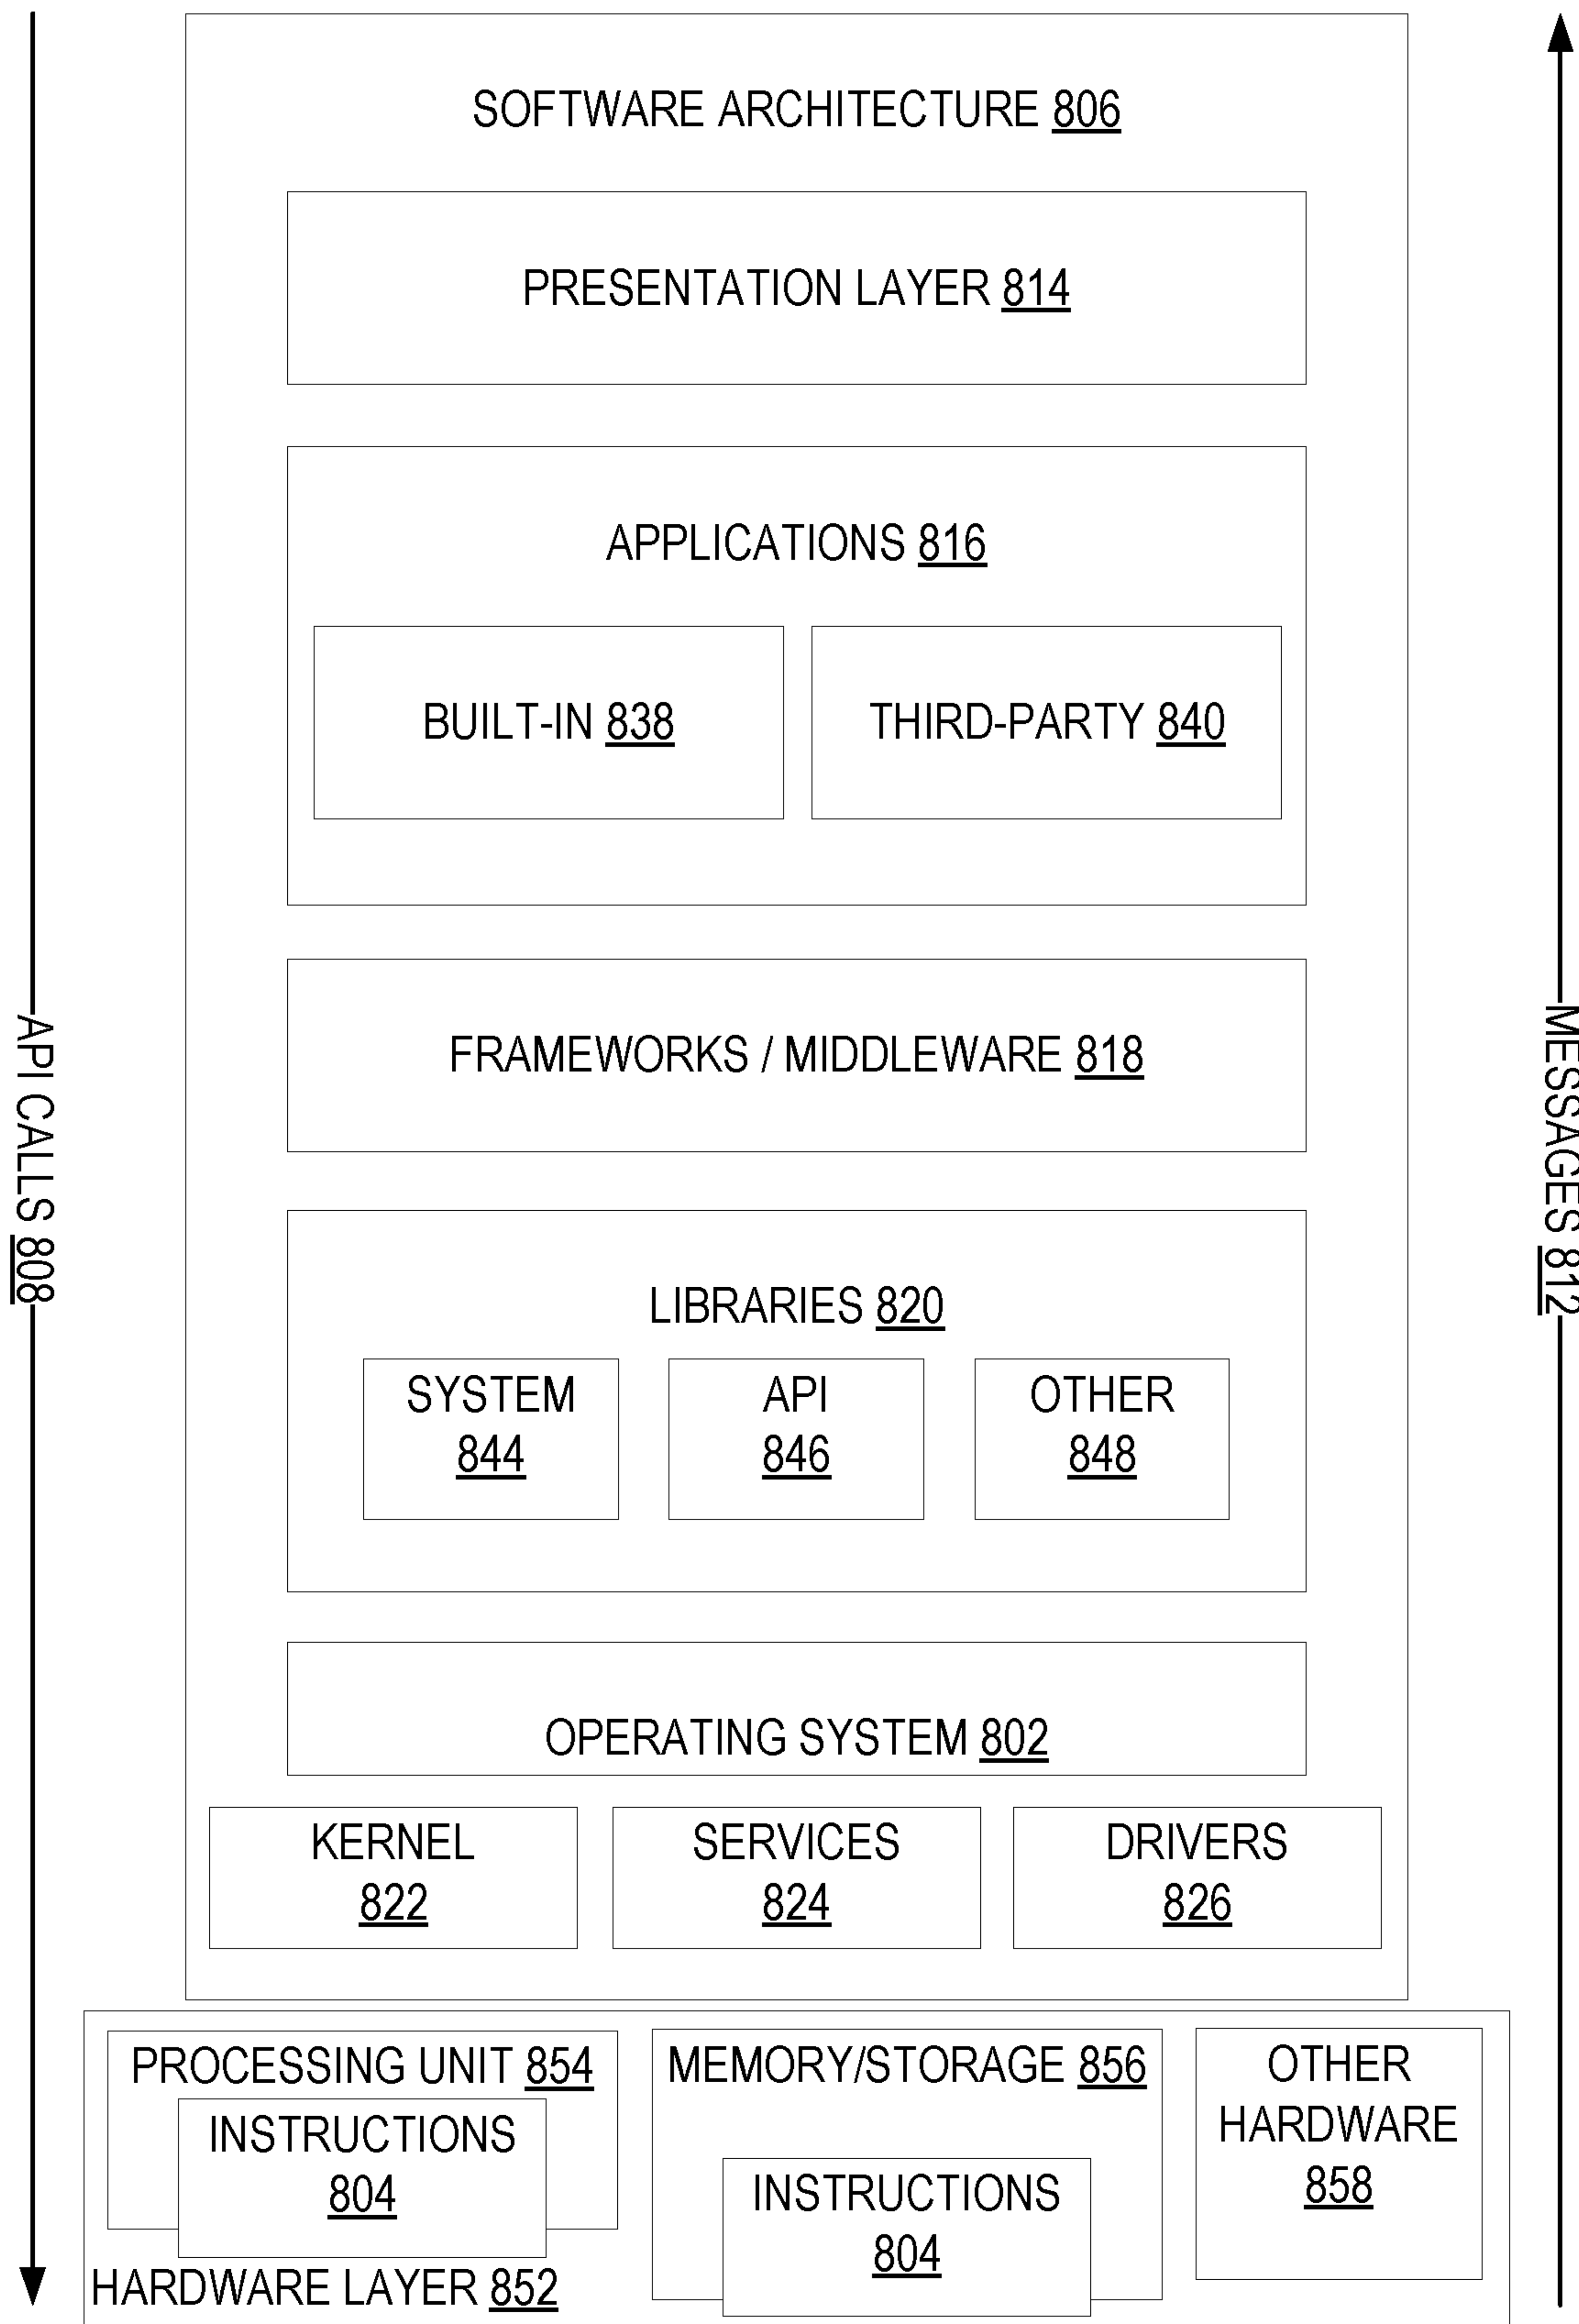 SOFTWARE ARCHITECTURE 806
PRESENTATION LAYER 814
APPLICATIONS 816
BUILT-IN 838
THIRD-PARTY 840
FRAMEWORKS / MIDDLEWARE 818
API CALLS 808
MESSAGES 812
LIBRARIES 820
SYSTEM
844
API
846
OTHER
848
OPERATING SYSTEM 802
KERNEL
822
SERVICES
824
DRIVERS
826
PROCESSING UNIT 854
INSTRUCTIONS
804
MEMORY/STORAGE 856
INSTRUCTIONS
804
OTHER
HARDWARE
858
HARDWARE LAYER 852